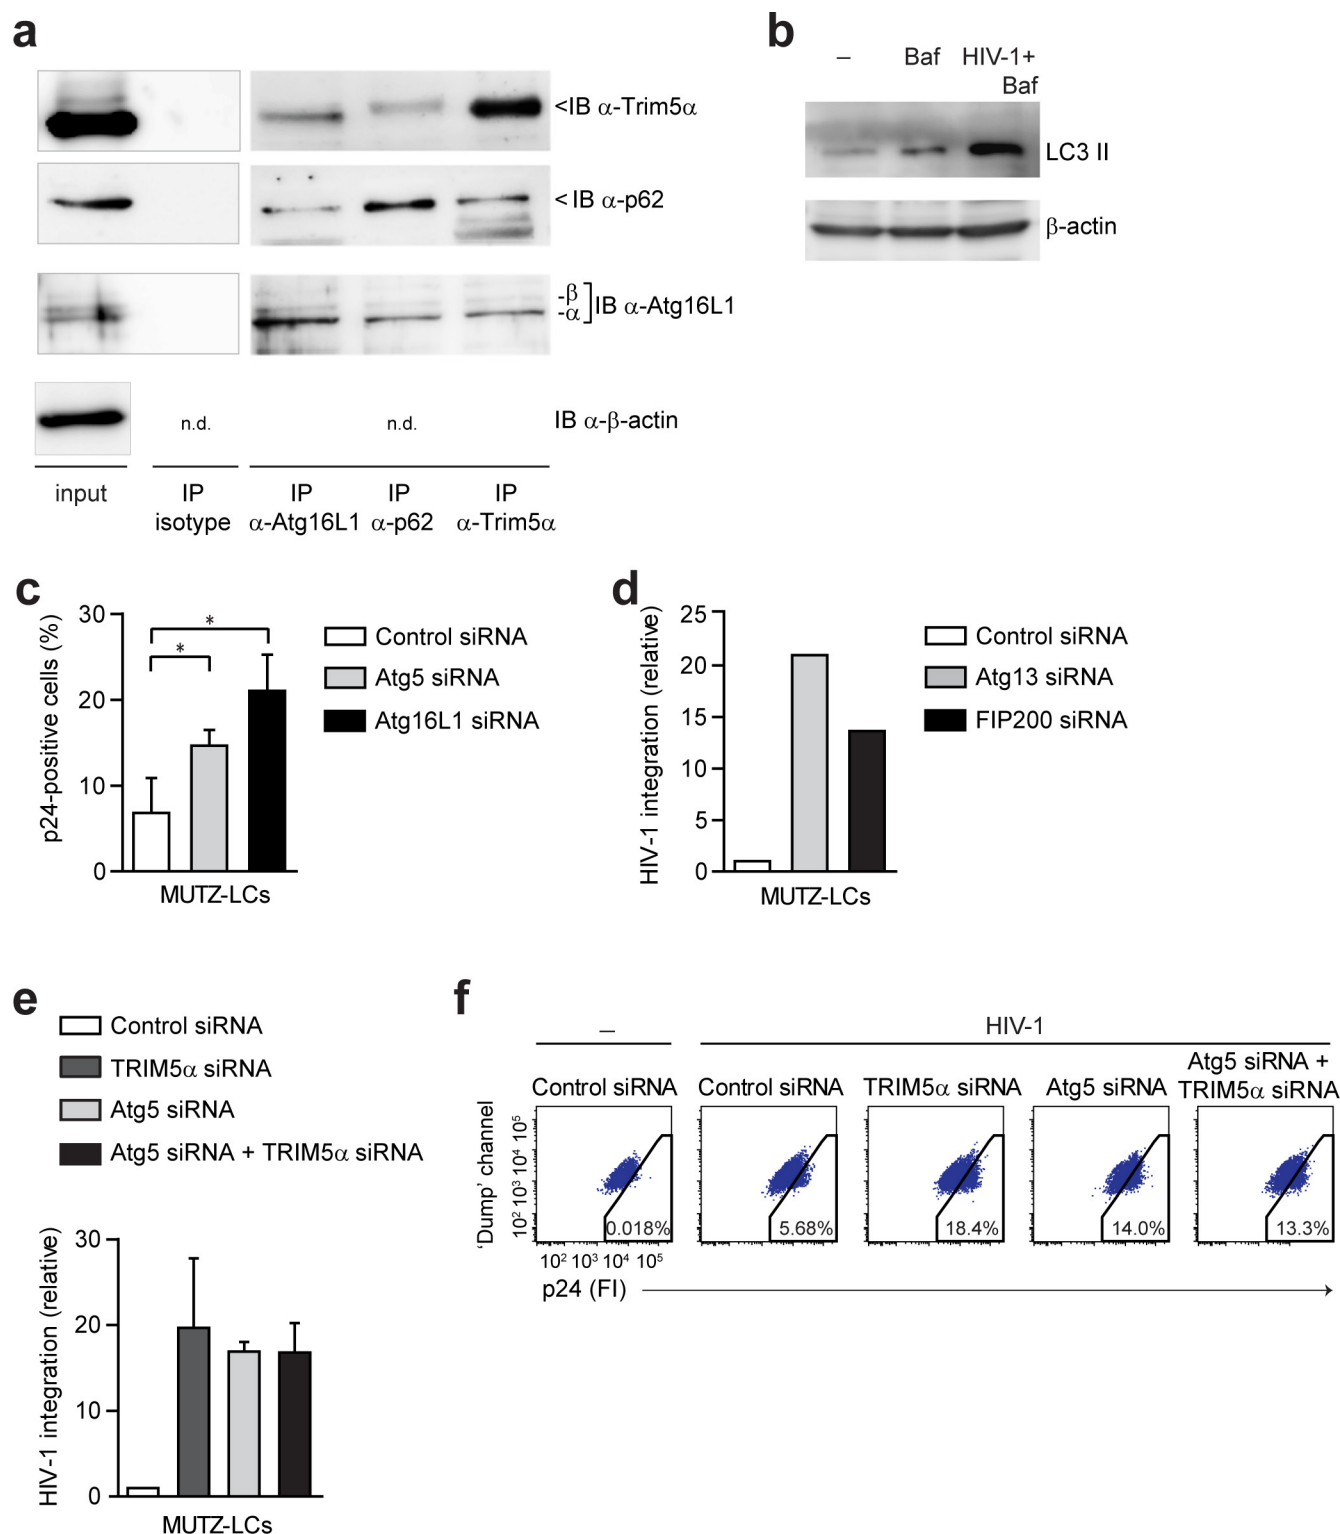 a
<IB α-Trim5α
< IB α-p62
-β
-α
IB α-Atg16L1
n.d.
n.d.
IB α-β-actin
input
IP
isotype
IP
α-Atg16L1
IP
α-p62
IP
α-Trim5α
b
–
Baf
HIV-1+
Baf
LC3 II
β-actin
c
p24-positive cells (%)
30
20
10
0
*
*
MUTZ-LCs
Control siRNA
Atg5 siRNA
Atg16L1 siRNA
d
HIV-1 integration (relative)
25
20
15
10
5
0
MUTZ-LCs
Control siRNA
Atg13 siRNA
FIP200 siRNA
e
Control siRNA
TRIM5α siRNA
Atg5 siRNA
Atg5 siRNA + TRIM5α siRNA
HIV-1 integration (relative)
30
20
10
0
MUTZ-LCs
f
–
HIV-1
Control siRNA
Control siRNA
TRIM5α siRNA
Atg5 siRNA
Atg5 siRNA +
TRIM5α siRNA
'Dump' channel
10² 10³ 10⁴ 10⁵
0.018%
5.68%
18.4%
14.0%
13.3%
10² 10³ 10⁴ 10⁵
p24 (FI)